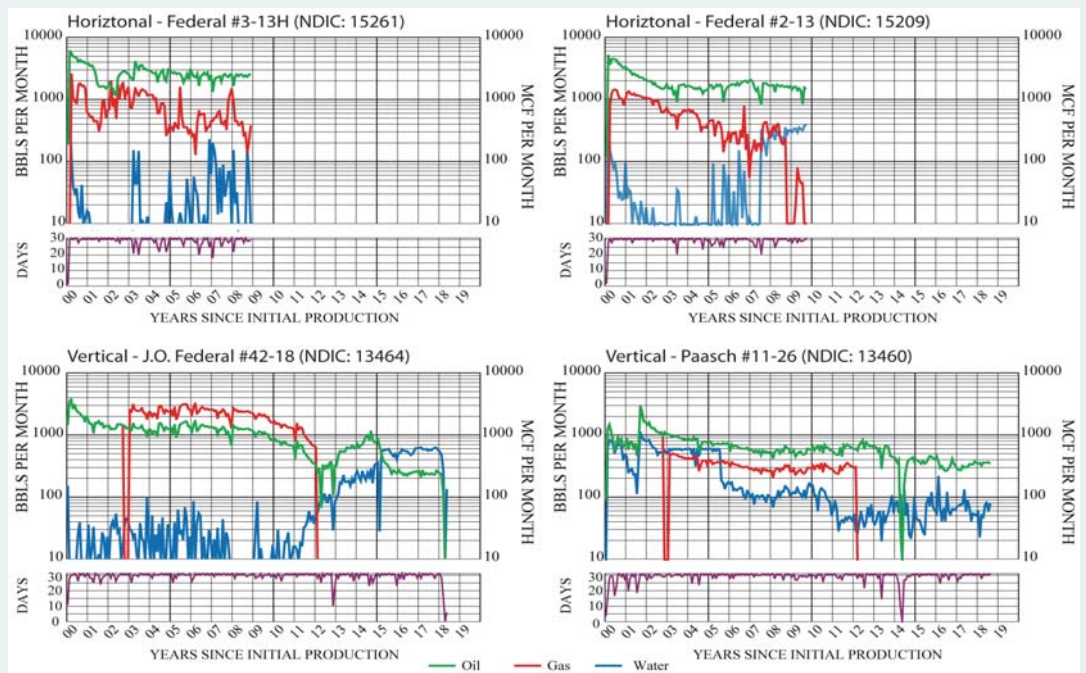 Horiztonal - Federal #3-13H (NDIC: 15261)
10000
1000
100
10
BBLS PER MONTH
10000
1000
100
10
MCF PER MONTH
30
20
10
0
DAYS
00 01 02 03 04 05 06 07 08 09 10 11 12 13 14 15 16 17 18 19
YEARS SINCE INITIAL PRODUCTION
Horiztonal - Federal #2-13 (NDIC: 15209)
10000
1000
100
10
BBLS PER MONTH
10000
1000
100
10
MCF PER MONTH
30
20
10
0
DAYS
00 01 02 03 04 05 06 07 08 09 10 11 12 13 14 15 16 17 18 19
YEARS SINCE INITIAL PRODUCTION
Vertical - J.O. Federal #42-18 (NDIC: 13464)
10000
1000
100
10
BBLS PER MONTH
10000
1000
100
10
MCF PER MONTH
30
20
10
0
DAYS
00 01 02 03 04 05 06 07 08 09 10 11 12 13 14 15 16 17 18 19
YEARS SINCE INITIAL PRODUCTION
Vertical - Paasch #11-26 (NDIC: 13460)
10000
1000
100
10
BBLS PER MONTH
10000
1000
100
10
MCF PER MONTH
30
20
10
0
DAYS
00 01 02 03 04 05 06 07 08 09 10 11 12 13 14 15 16 17 18 19
YEARS SINCE INITIAL PRODUCTION
Oil Gas Water